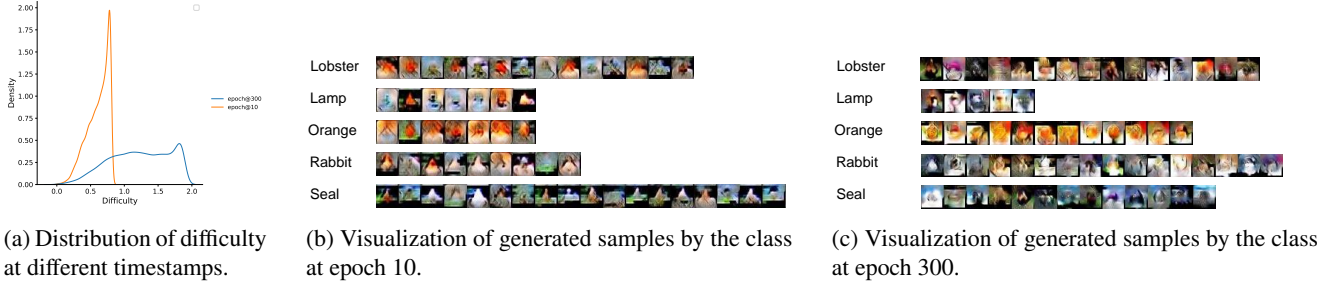 2.00
1.75
1.50
1.25
1.00
0.75
0.50
0.25
0.00
Density
0.0 0.5 1.0 1.5 2.0
Difficulty
epoch@300
epoch@10
(a) Distribution of difficulty
at different timestamps.
Lobster
Lamp
Orange
Rabbit
Seal
(b) Visualization of generated samples by the class
at epoch 10.
Lobster
Lamp
Orange
Rabbit
Seal
(c) Visualization of generated samples by the class
at epoch 300.